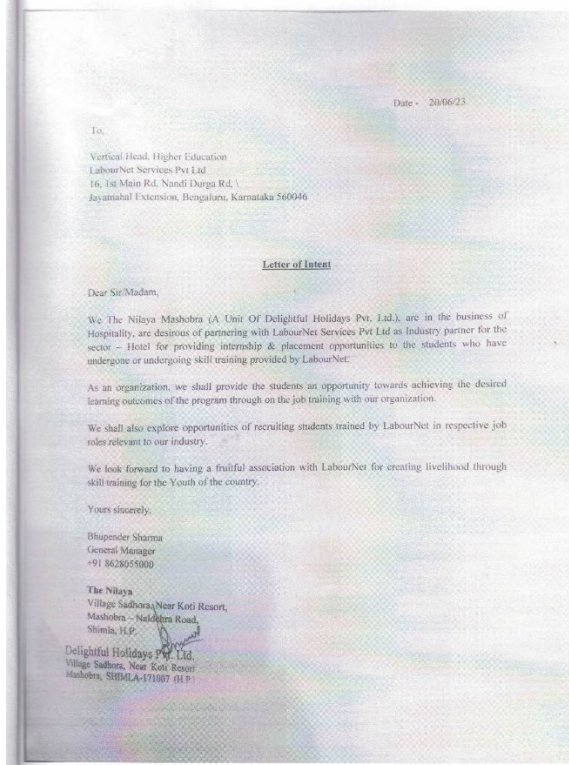 Date - 20/06/23
To,
Vertical Head, Higher Education
LabourNet Services Pvt Ltd
16, 1st Main Rd, Nandi Durga Rd, \
Jayamahal Extension, Bengaluru, Karnataka 560046
Letter of Intent
Dear Sir/Madam,
We The Nilaya Mashobra (A Unit Of Delightful Holidays Pvt. Ltd.), are in the business of
Hospitality, are desirous of partnering with LabourNet Services Pvt Ltd as Industry partner for the
sector – Hotel for providing internship & placement opportunities to the students who have
undergone or undergoing skill training provided by LabourNet.
As an organization, we shall provide the students an opportunity towards achieving the desired
learning outcomes of the program through on the job training with our organization.
We shall also explore opportunities of recruiting students trained by LabourNet in respective job
roles relevant to our industry.
We look forward to having a fruitful association with LabourNet for creating livelihood through
skill training for the Youth of the country.
Yours sincerely,
Bhupender Sharma
General Manager
+91 8628055000
The Nilaya
Village Sadhora, Near Koti Resort,
Mashobra – Naldehra Road,
Shimla, H.P.
Delightful Holidays Pvt. Ltd.
Village Sadhora, Near Koti Resort
Mashobra, SHIMLA-171007 (H.P.)